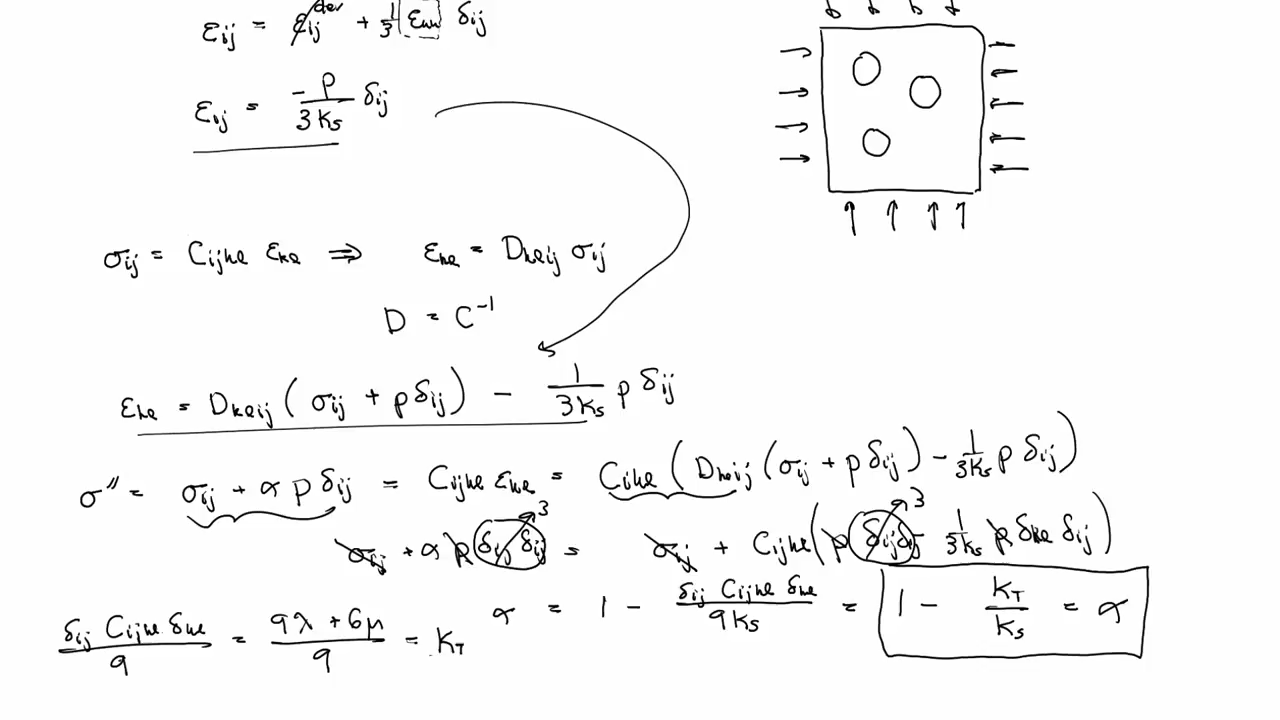 εij = εij^dev + 1/3 εkk δij
εij = -p/3Ks δij
σij = Cijkl εkl ⇒ εkl = Dklij σij
D = C^-1
εkl = Dklij (σij + p δij) - 1/3Ks p δij
σ'' = σij + α p δij = Cijkl εkl = Cijkl (Dklij (σij + p δij) - 1/3Ks p δij)
σij + α p δij δij 3 = σij + Cijkl (p δij δij 3 1/3Ks p δkl δij)
α = 1 - δij Cijkl δkl / 9Ks = 1 - KT/Ks = α
δij Cijkl δkl / 9 = 9λ + 6μ / 9 = KT